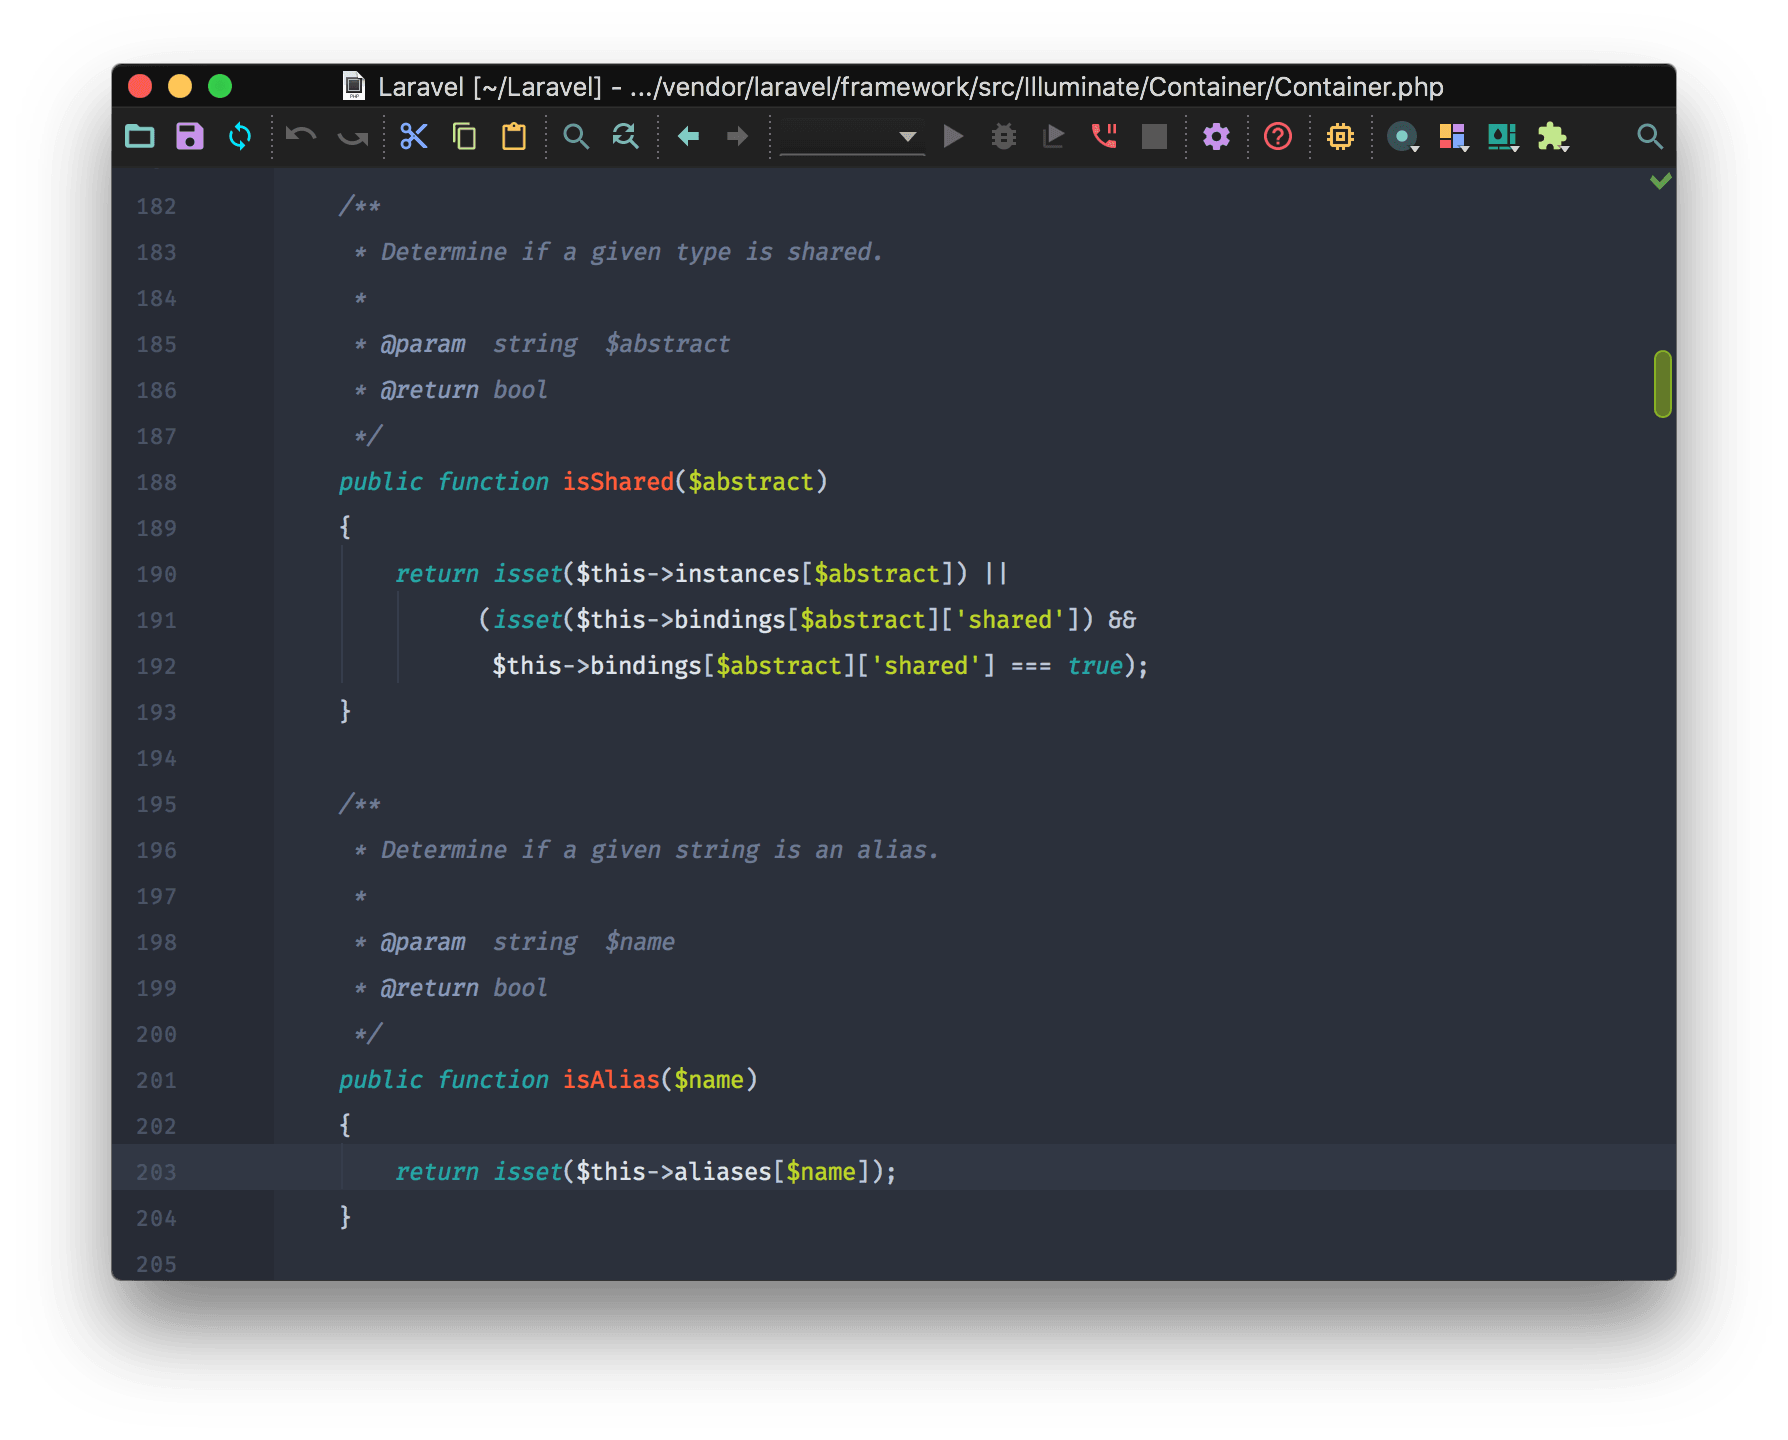 Laravel [~/Laravel] - .../vendor/laravel/framework/src/Illuminate/Container/Container.php
182 /**
183 * Determine if a given type is shared.
184 *
185 * @param  string  $abstract
186 * @return bool
187 */
188 public function isShared($abstract)
189 {
190 return isset($this->instances[$abstract]) ||
191 (isset($this->bindings[$abstract]['shared']) &&
192 $this->bindings[$abstract]['shared'] === true);
193 }
194
195 /**
196 * Determine if a given string is an alias.
197 *
198 * @param  string  $name
199 * @return bool
200 */
201 public function isAlias($name)
202 {
203 return isset($this->aliases[$name]);
204 }
205